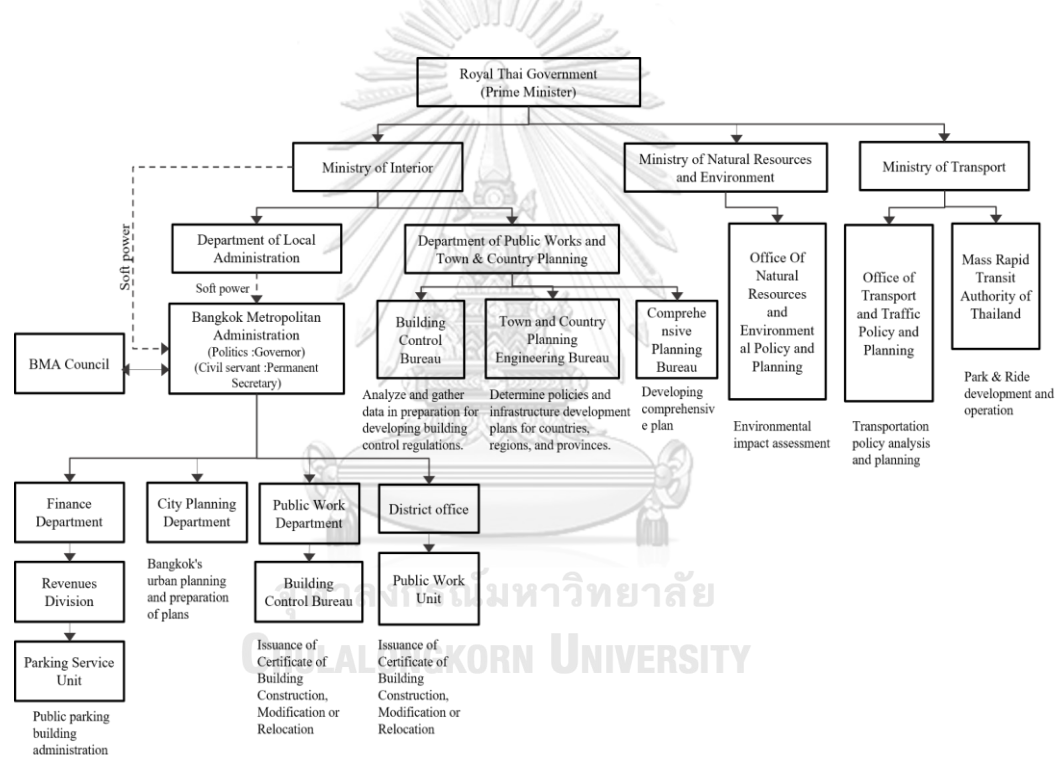 Royal Thai Government
(Prime Minister)
Ministry of Interior
Ministry of Natural Resources
and Environment
Ministry of Transport
Soft power
Department of Local
Administration
Department of Public Works and
Town & Country Planning
Office Of
Natural
Resources
and
Environment
al Policy and
Planning
Office of
Transport
and Traffic
Policy and
Planning
Mass Rapid
Transit
Authority of
Thailand
Soft power
BMA Council
Bangkok Metropolitan
Administration
(Politics :Governor)
(Civil servant :Permanent
Secretary)
Building
Control
Bureau
Town and Country
Planning
Engineering Bureau
Comprehe
nsive
Planning
Bureau
Analyze and gather
data in preparation for
developing building
control regulations.
Determine policies and
infrastructure development
plans for countries,
regions, and provinces.
Developing
comprehensiv
e plan
Environmental
impact assessment
Transportation
policy analysis
and planning
Park & Ride
development and
operation
Finance
Department
City Planning
Department
Public Work
Department
District office
Revenues
Division
Bangkok's
urban planning
and preparation
of plans
Building
Control Bureau
Public Work
Unit
Parking Service
Unit
Issuance of
Certificate of
Building
Construction,
Modification or
Relocation
Issuance of
Certificate of
Building
Construction,
Modification or
Relocation
Public parking
building
administration
จุฬาลงกรณ์มหาวิทยาลัย
CHULALONGKORN UNIVERSITY